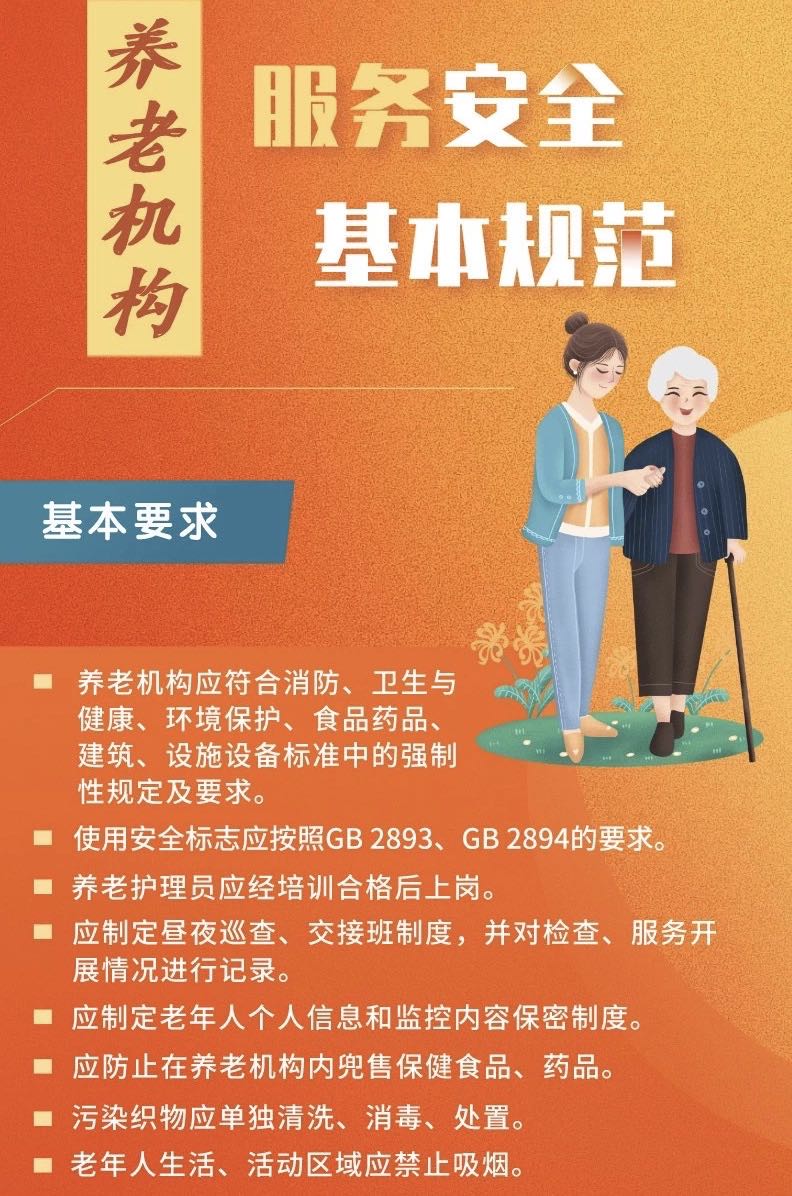 养老机构
服务安全
基本规范
基本要求
养老机构应符合消防、卫生与
健康、环境保护、食品药品、
建筑、设施设备标准中的强制
性规定及要求。
使用安全标志应按照GB 2893、GB 2894的要求。
养老护理员应经培训合格后上岗。
应制定昼夜巡查、交接班制度，并对检查、服务开
展情况进行记录。
应制定老年人个人信息和监控内容保密制度。
应防止在养老机构内兜售保健食品、药品。
污染织物应单独清洗、消毒、处置。
老年人生活、活动区域应禁止吸烟。